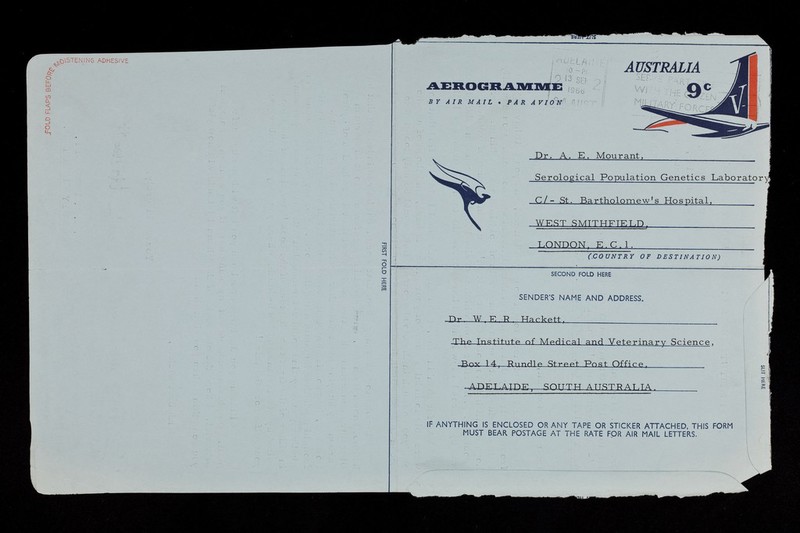 FOLD FLAPS BEFORE MOISTENING ADHESIVE
AEROGRAMME
BY AIR MAIL • PAR AVION
AUSTRALIA
9c
Dr. A. E. Mourant,
Serological Population Genetics Laboratory
C/- St. Bartholomew's Hospital,
WEST SMITHFIELD,
LONDON, E.C.1.
(COUNTRY OF DESTINATION)
FIRST FOLD HERE
SECOND FOLD HERE
SENDER'S NAME AND ADDRESS.
Dr. W.E.R. Hackett,
The Institute of Medical and Veterinary Science,
Box 14, Rundle Street Post Office,
ADELAIDE, SOUTH AUSTRALIA.
SLIT HERE
IF ANYTHING IS ENCLOSED OR ANY TAPE OR STICKER ATTACHED, THIS FORM
MUST BEAR POSTAGE AT THE RATE FOR AIR MAIL LETTERS.